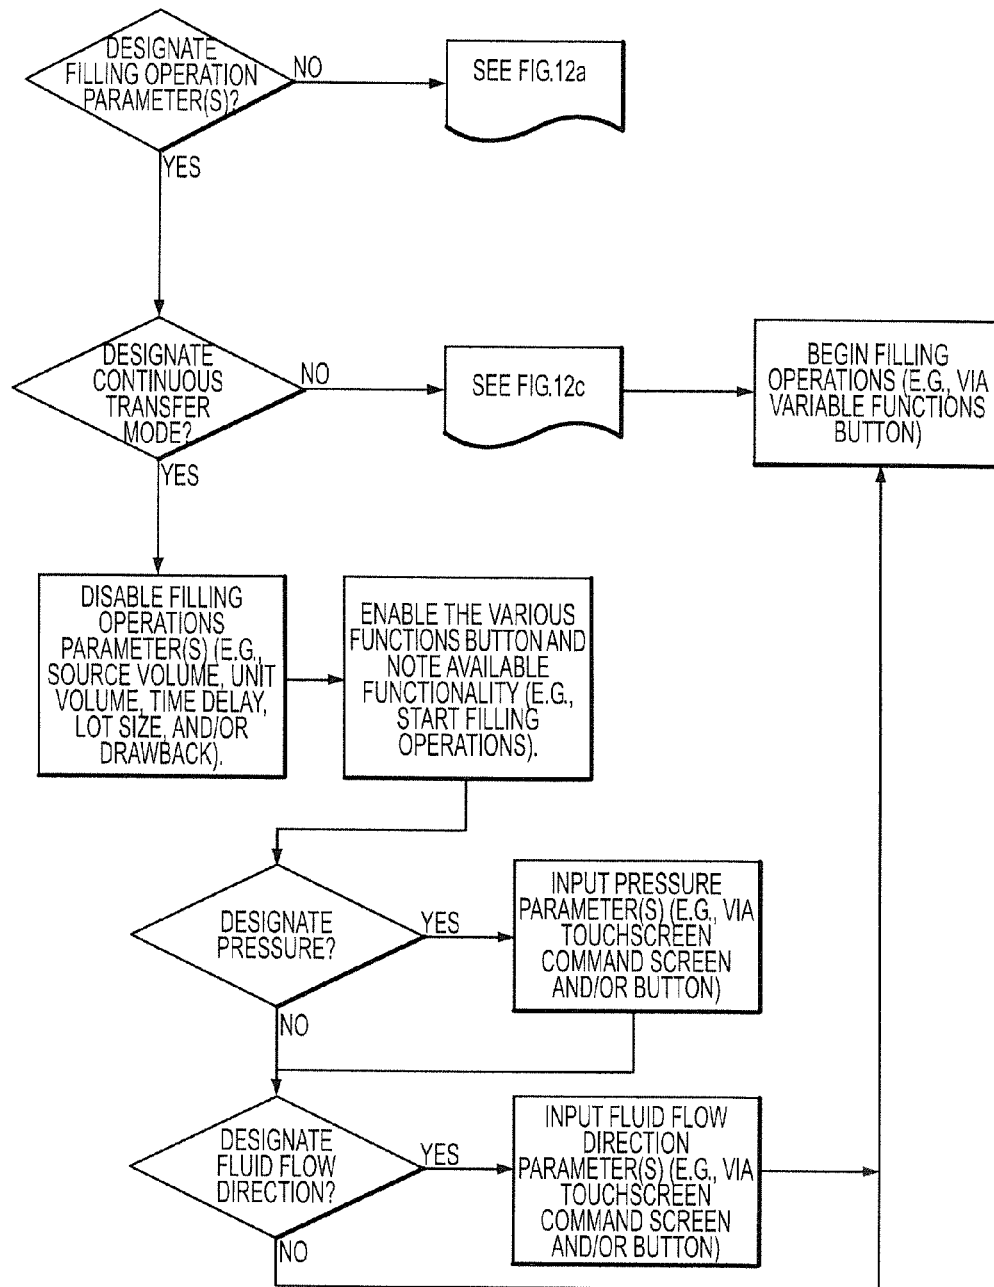 DESIGNATE
FILLING OPERATION
PARAMETER(S)?
NO
SEE FIG.12a
YES
DESIGNATE
CONTINUOUS
TRANSFER
MODE?
NO
SEE FIG.12c
BEGIN FILLING
OPERATIONS (E.G., VIA
VARIABLE FUNCTIONS
BUTTON)
YES
DISABLE FILLING
OPERATIONS
PARAMETER(S) (E.G.,
SOURCE VOLUME, UNIT
VOLUME, TIME DELAY,
LOT SIZE, AND/OR
DRAWBACK).
ENABLE THE VARIOUS
FUNCTIONS BUTTON AND
NOTE AVAILABLE
FUNCTIONALITY (E.G.,
START FILLING
OPERATIONS).
DESIGNATE
PRESSURE?
YES
INPUT PRESSURE
PARAMETER(S) (E.G., VIA
TOUCHSCREEN
COMMAND SCREEN
AND/OR BUTTON)
NO
DESIGNATE
FLUID FLOW
DIRECTION?
YES
INPUT FLUID FLOW
DIRECTION
PARAMETER(S) (E.G., VIA
TOUCHSCREEN
COMMAND SCREEN
AND/OR BUTTON)
NO